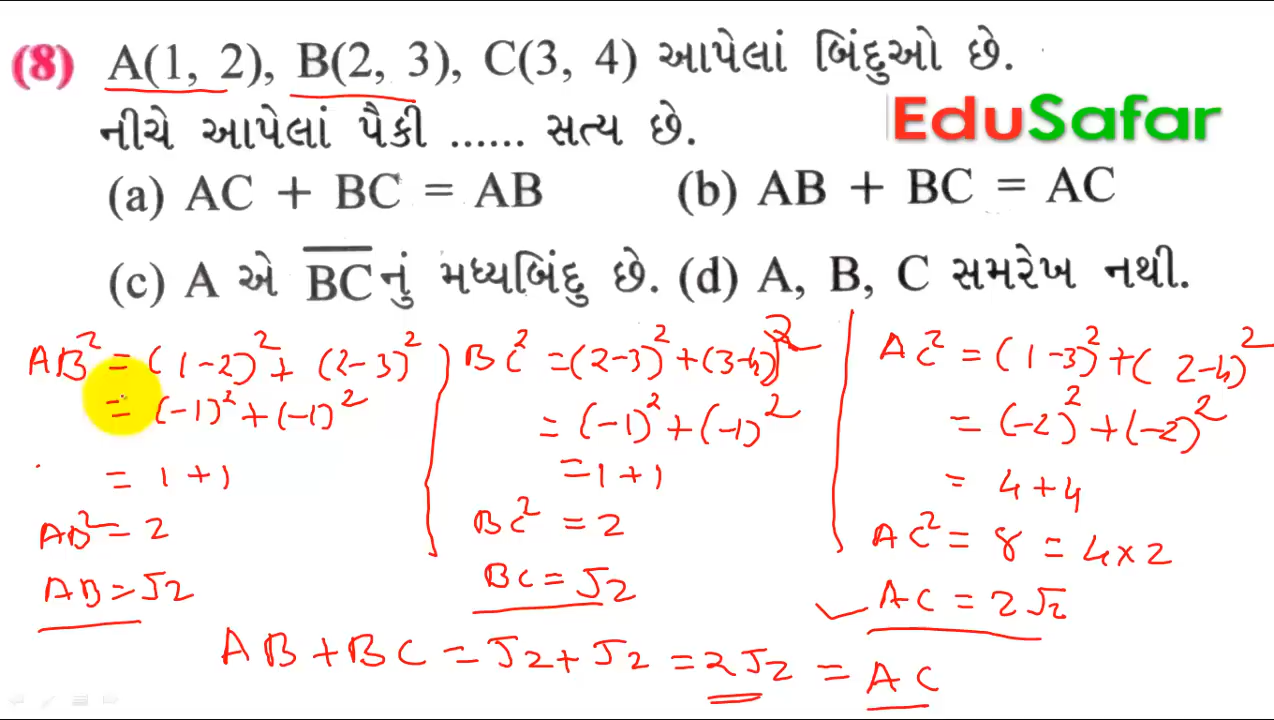 (8) A(1, 2), B(2, 3), C(3, 4) આપેલાં બિંદુઓ છે.
નીચે આપેલાં પૈકી ...... સત્ય છે.
EduSafar
(a) AC + BC = AB (b) AB + BC = AC
(c) A એ B̅C̅નું મધ્યબિંદુ છે. (d) A, B, C સમરેખ નથી.
AB² = (1-2)² + (2-3)²
= (-1)² + (-1)²
= 1 + 1
AB² = 2
AB = √2
BC² = (2-3)² + (3-4)²
= (-1)² + (-1)²
= 1 + 1
BC² = 2
BC = √2
AC² = (1-3)² + (2-4)²
= (-2)² + (-2)²
= 4 + 4
AC² = 8 = 4 × 2
✓ AC = 2√2
AB + BC = √2 + √2 = 2√2 = AC